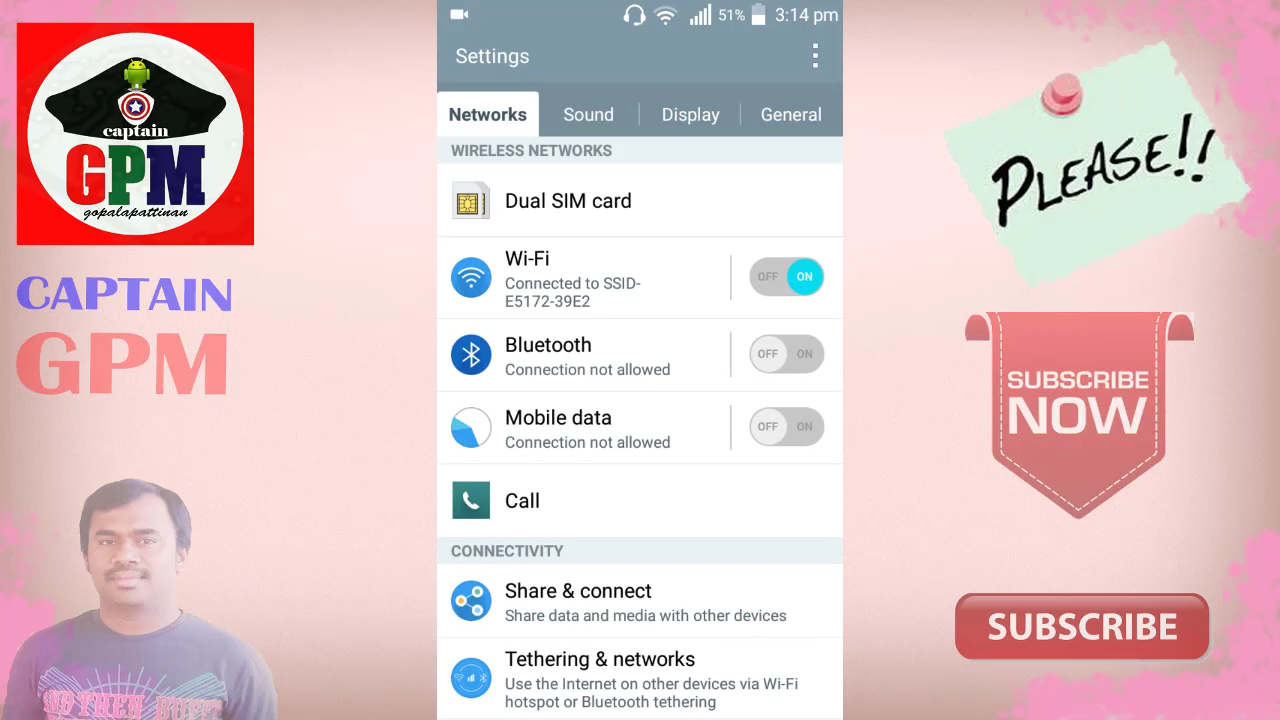 captain
GPM
gopalapattinan
CAPTAIN
GPM
51% 3:14 pm
Settings
Networks Sound Display General
WIRELESS NETWORKS
Dual SIM card
Wi-Fi
Connected to SSID-
E5172-39E2
OFF ON
Bluetooth
Connection not allowed
OFF ON
Mobile data
Connection not allowed
OFF ON
Call
CONNECTIVITY
Share & connect
Share data and media with other devices
Tethering & networks
Use the Internet on other devices via Wi-Fi
hotspot or Bluetooth tethering
PLEASE!!
SUBSCRIBE
NOW
SUBSCRIBE